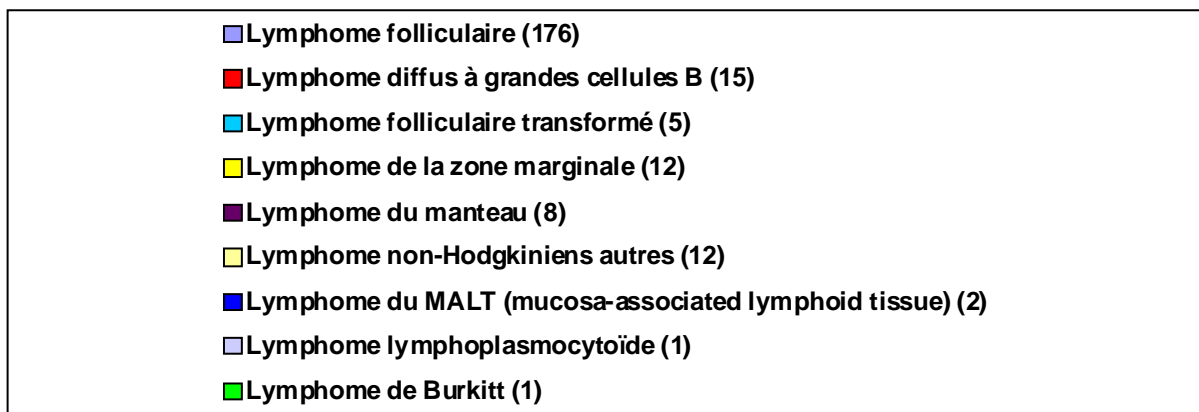 Lymphome folliculaire (176)
Lymphome diffus à grandes cellules B (15)
Lymphome folliculaire transformé (5)
Lymphome de la zone marginale (12)
Lymphome du manteau (8)
Lymphome non-Hodgkiniens autres (12)
Lymphome du MALT (mucosa-associated lymphoid tissue) (2)
Lymphome lymphoplasmocytoïde (1)
Lymphome de Burkitt (1)